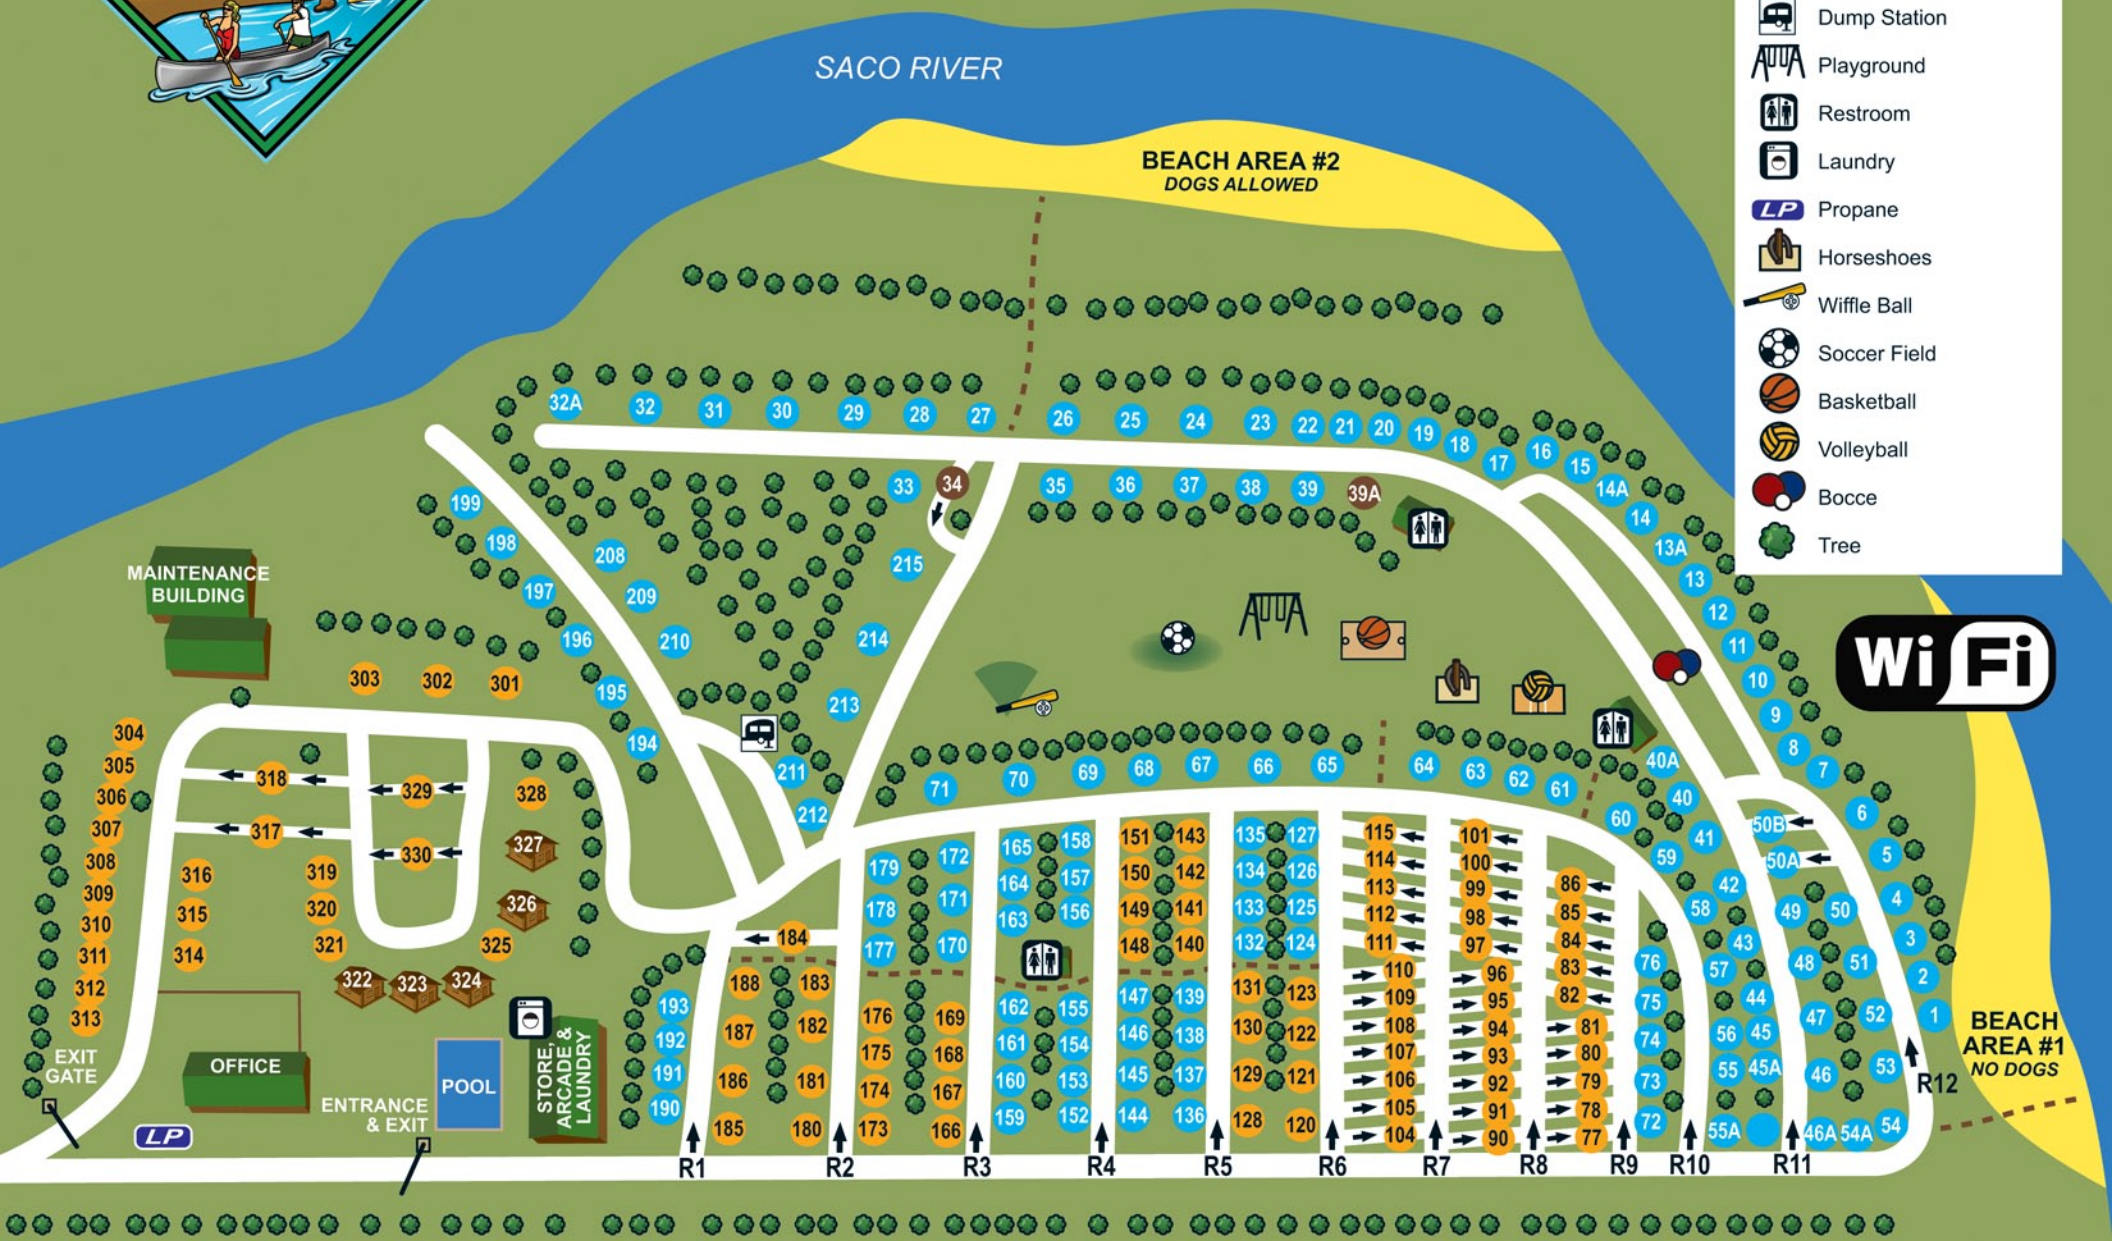 SACO RIVER
BEACH AREA #2
DOGS ALLOWED
Dump Station
Playground
Restroom
Laundry
LP Propane
Horseshoes
Wiffle Ball
Soccer Field
Basketball
Volleyball
Bocce
Tree
32A 32 31 30 29 28 27 26 25 24 23 22 21 20 19 18 17 16 15 14A 14 13A 13 12 11 10 9 8 7 6 5 4 3 2 1
33 34 35 36 37 38 39 39A
199 198 197 196 195 194
208 209 210 211 212
215 214 213
MAINTENANCE
BUILDING
WiFi
303 302 301
304 305 306 307 308 309 310 311 312 313
318 329 328
317 330 327
316 319 326
315 320 325
314 321
322 323 324
71 70 69 68 67 66 65 64 63 62 61 60 59 58 57 56 55 55A
40A 40 41 42 43 44 45 45A
50B
50A
49 50
48 51
47 52
46 53
46A 54A 54
184
188 183
187 182
186 181
185 180
193
192
191
190
179 172
178 171
177 170
176 169
175 168
174 167
173 166
165 158
164 157
163 156
162 155
161 154
160 153
159 152
151 143
150 142
149 141
148 140
147 139
146 138
145 137
144 136
135 127
134 126
133 125
132 124
131 123
130 122
129 121
128 120
115
114
113
112
111
110
109
108
107
106
105
104
101
100
99
98
97
96
95
94
93
92
91
90
86
85
84
83
82
81
80
79
78
77
76
75
74
73
72
BEACH
AREA #1
NO DOGS
EXIT
GATE
OFFICE
LP
ENTRANCE
& EXIT
POOL
STORE,
ARCADE &
LAUNDRY
R1 R2 R3 R4 R5 R6 R7 R8 R9 R10 R11
R12